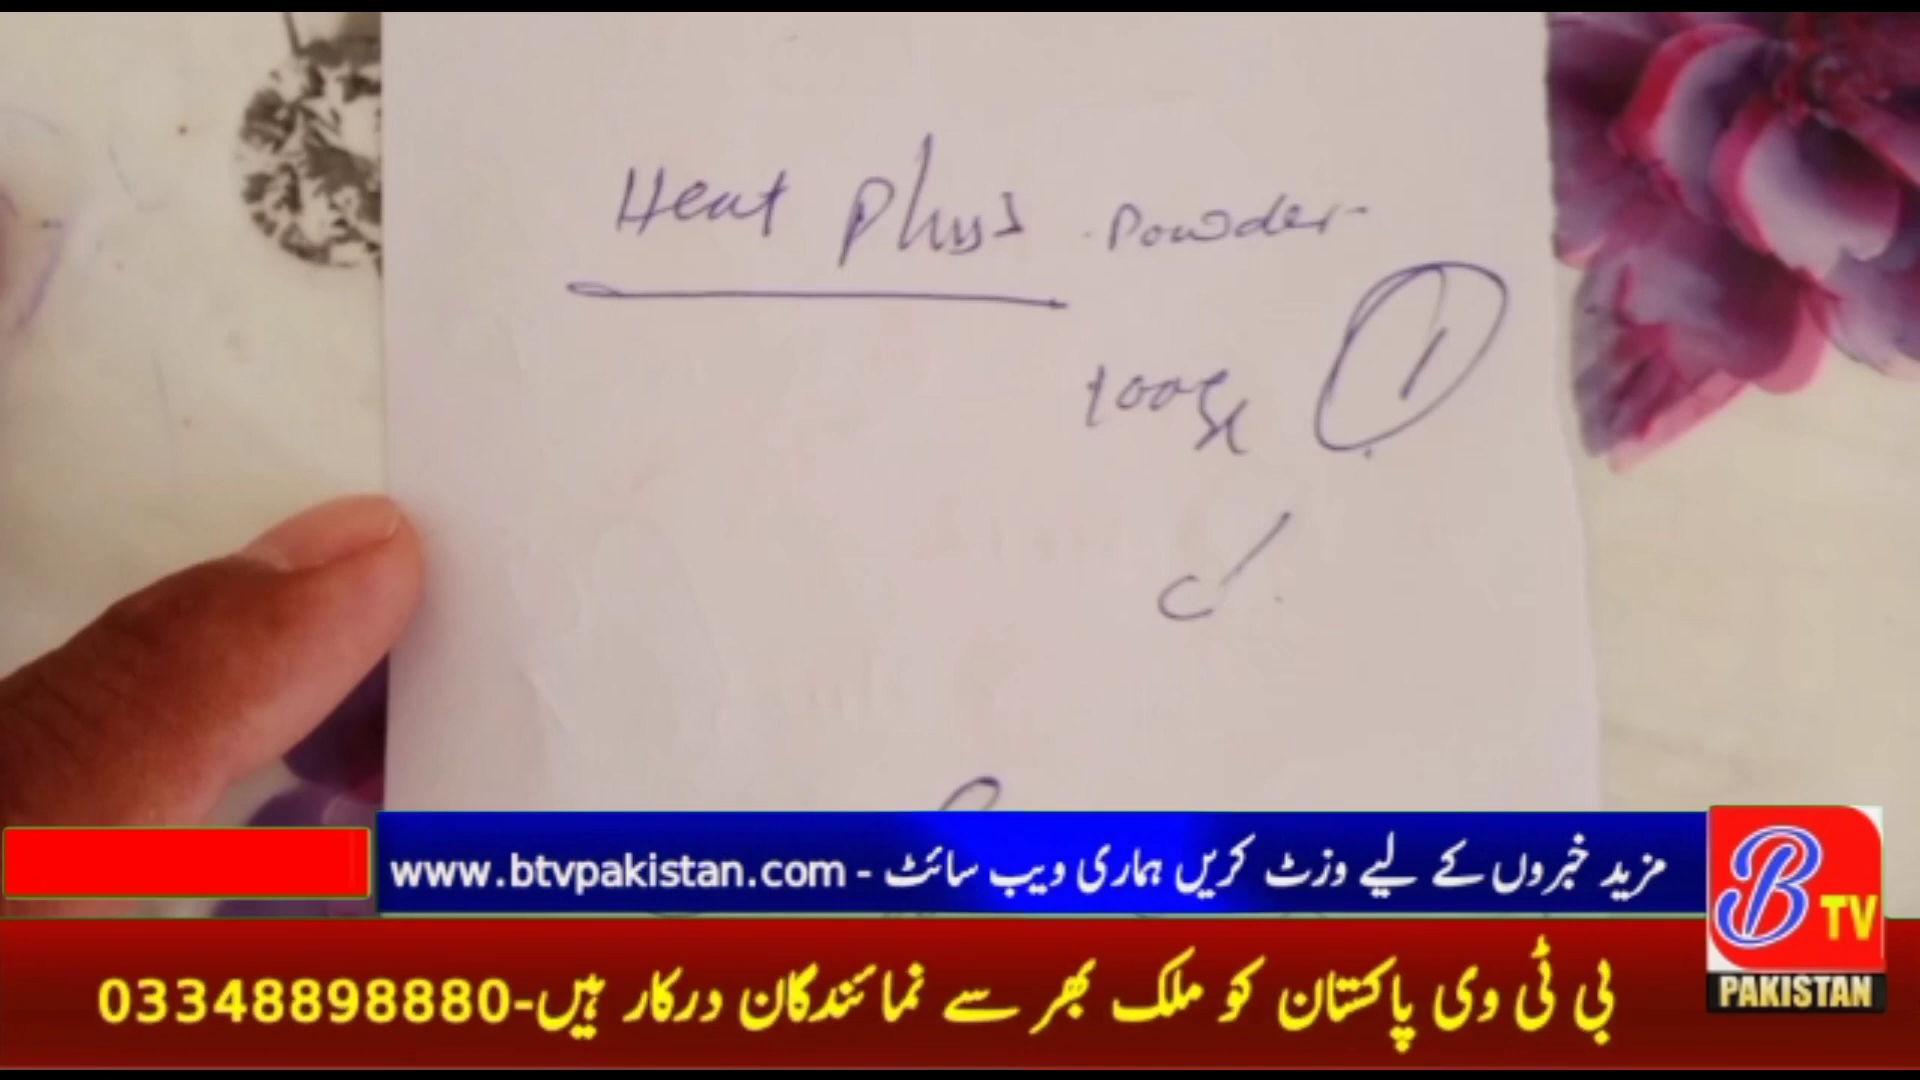 Heat Plus Powder
100g 1
www.btvpakistan.com - مزید خبروں کے لیے وزٹ کریں ہماری ویب سائٹ
B TV
PAKISTAN
بی ٹی وی پاکستان کو ملک بھر سے نمائندگان درکار ہیں-03348898880